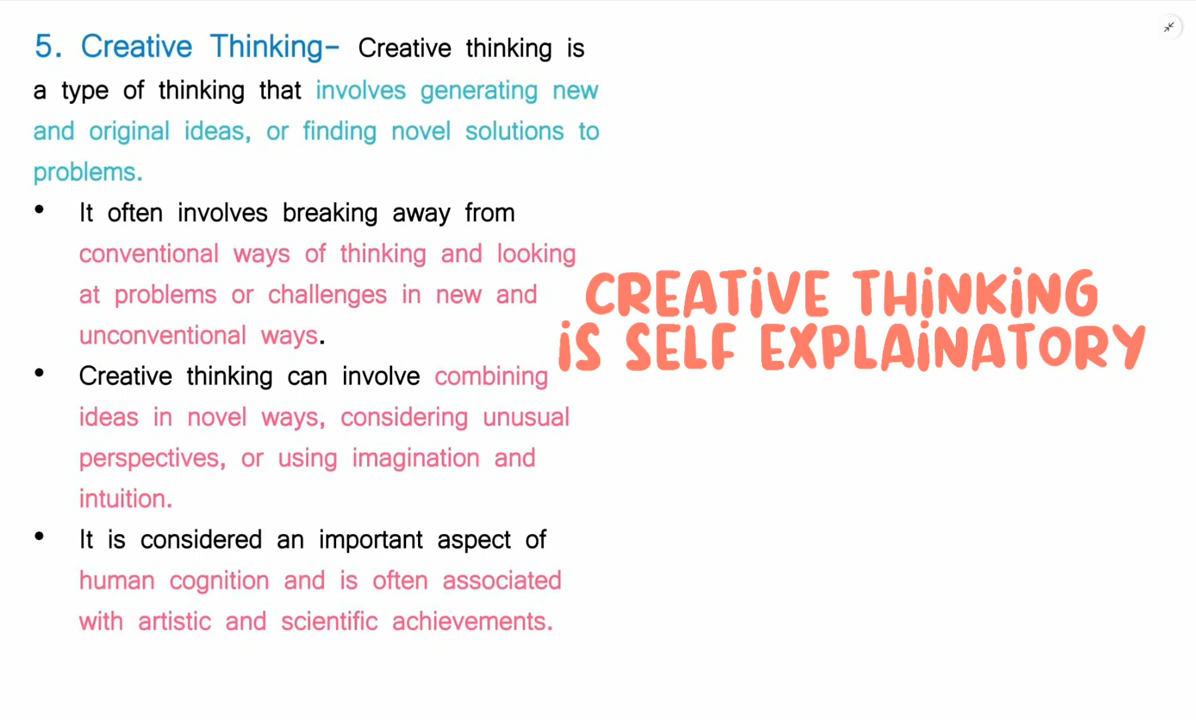 5. Creative Thinking- Creative thinking is
a type of thinking that involves generating new
and original ideas, or finding novel solutions to
problems.
• It often involves breaking away from
conventional ways of thinking and looking
at problems or challenges in new and
unconventional ways.
• Creative thinking can involve combining
ideas in novel ways, considering unusual
perspectives, or using imagination and
intuition.
• It is considered an important aspect of
human cognition and is often associated
with artistic and scientific achievements.
CREATiVE THiNKiNG
iS SELF EXPLAiNATORY